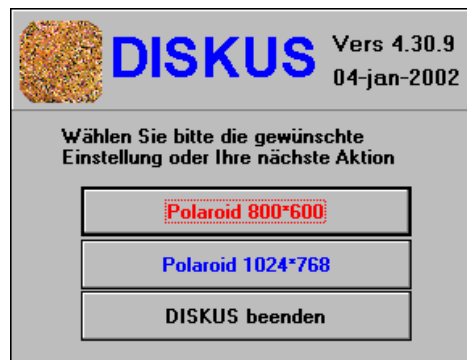 DISKUS
Vers 4.30.9
04-jan-2002
Wählen Sie bitte die gewünschte
Einstellung oder Ihre nächste Aktion
Polaroid 800*600
Polaroid 1024*768
DISKUS beenden